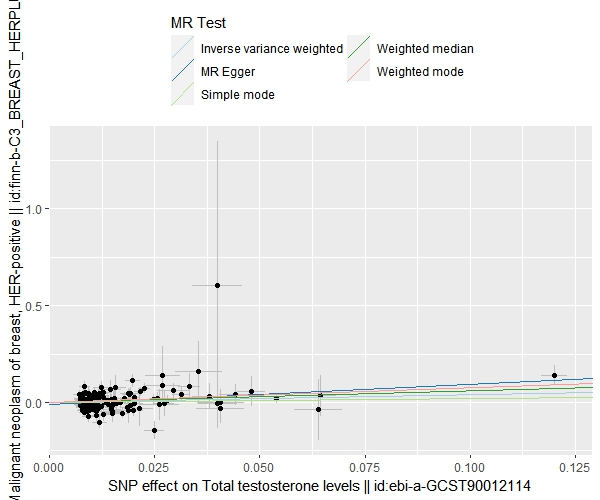 MR Test
Inverse variance weighted
Weighted median
MR Egger
Weighted mode
Simple mode
alignant neoplasm of breast, HER-positive || id:finn-b-C3_BREAST_HERPL
1.0
0.5
0.0
0.000
0.025
0.050
0.075
0.100
0.125
SNP effect on Total testosterone levels || id:ebi-a-GCST90012114